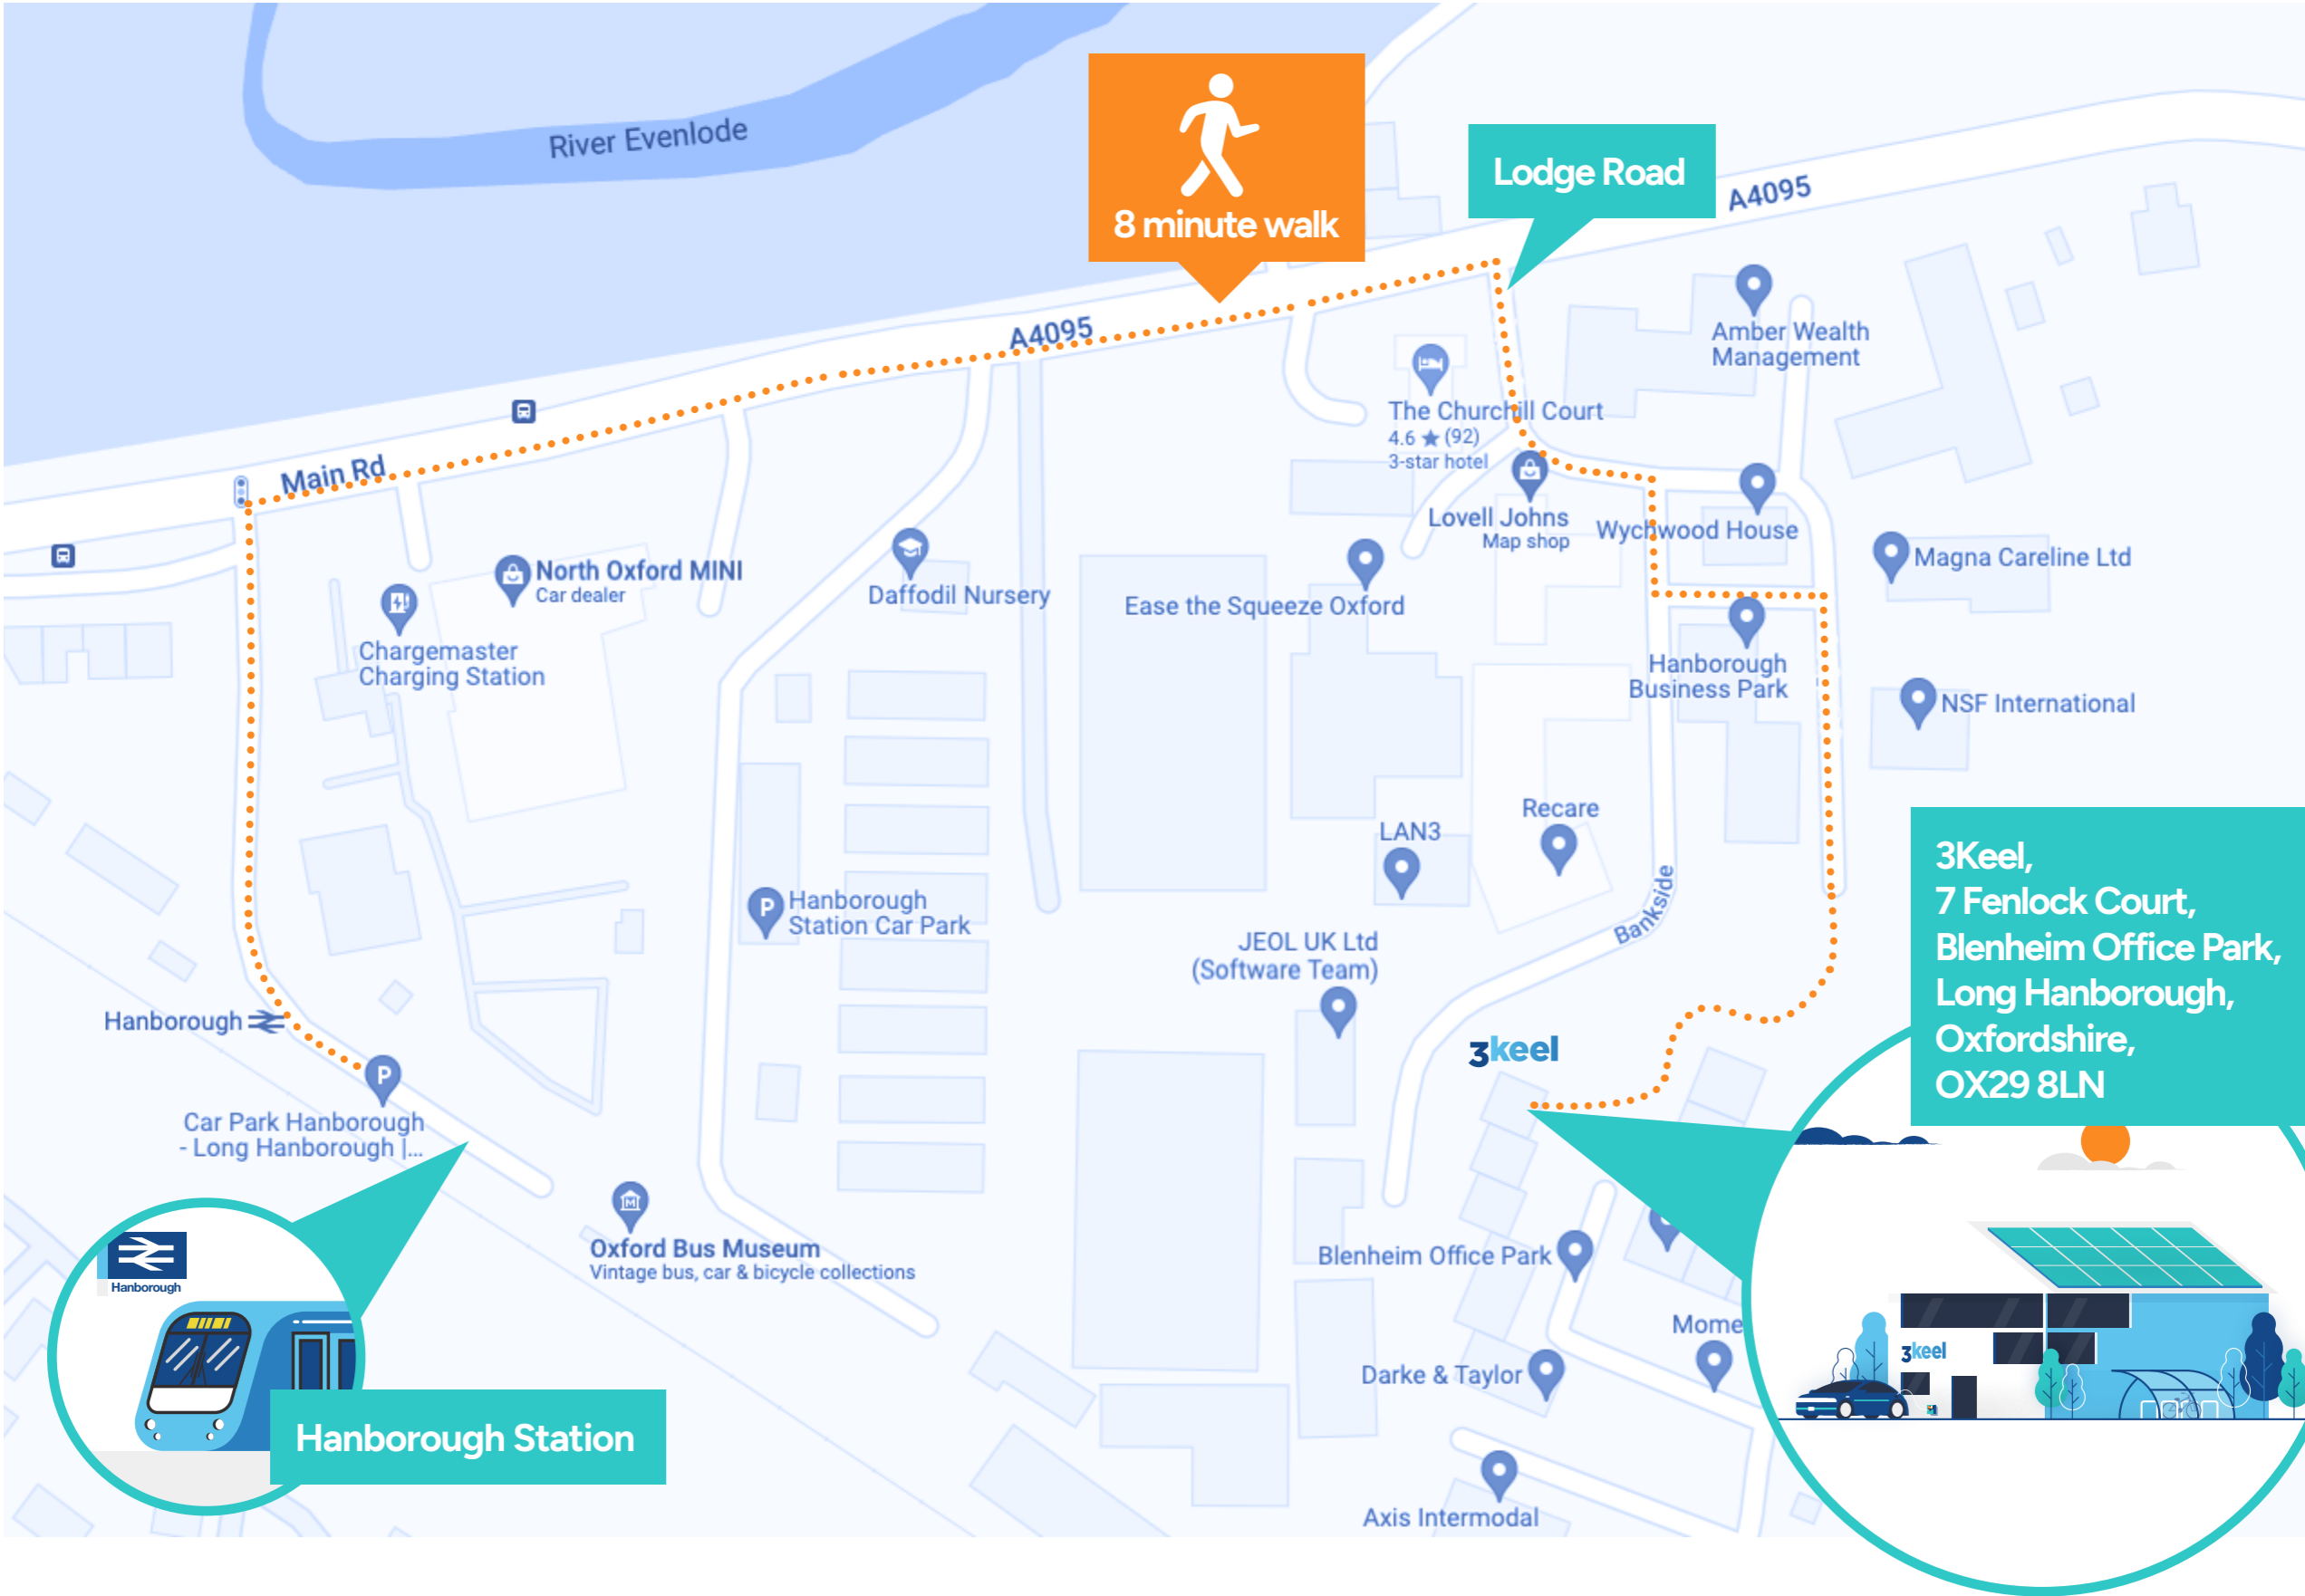 River Evenlode
8 minute walk
Lodge Road
A4095
A4095
Main Rd
Amber Wealth
Management
The Churchill Court
4.6 ★ (92)
3-star hotel
Lovell Johns
Map shop
Wychwood House
Magna Careline Ltd
North Oxford MINI
Car dealer
Daffodil Nursery
Ease the Squeeze Oxford
Chargemaster
Charging Station
Hanborough
Business Park
NSF International
Recare
LAN3
Bankside
P
Hanborough
Station Car Park
JEOL UK Ltd
(Software Team)
3Keel,
7 Fenlock Court,
Blenheim Office Park,
Long Hanborough,
Oxfordshire,
OX29 8LN
Hanborough
P
Car Park Hanborough
- Long Hanborough |...
3keel
Oxford Bus Museum
Vintage bus, car & bicycle collections
Blenheim Office Park
Hanborough
Mome
Darke & Taylor
3keel
Hanborough Station
Axis Intermodal